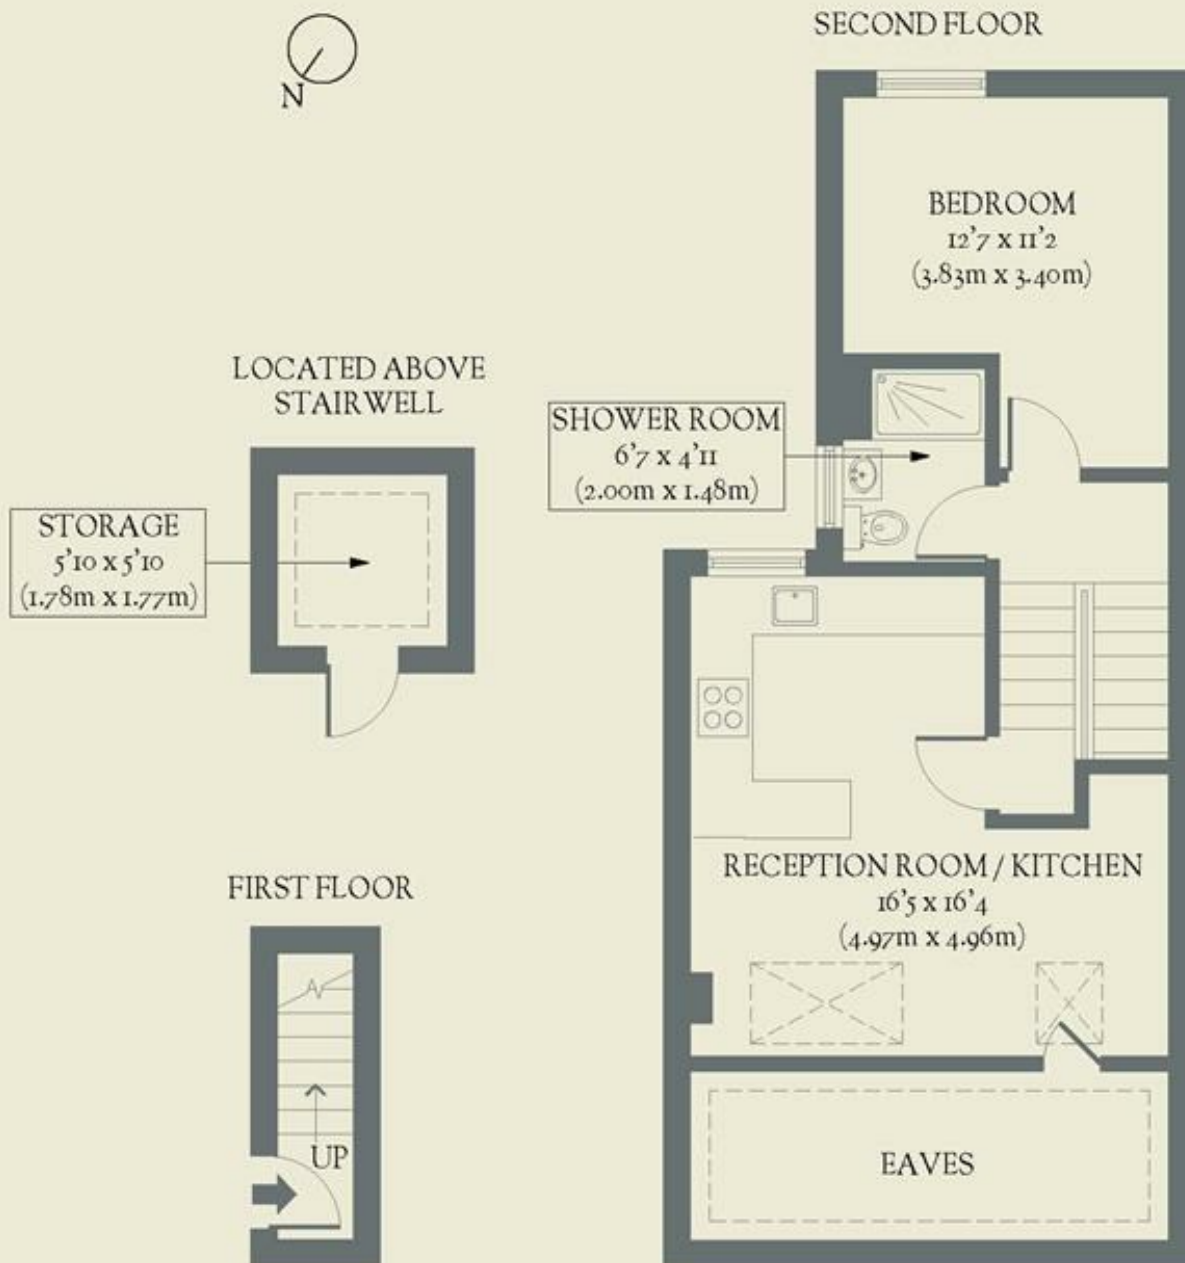 N
SECOND FLOOR
BEDROOM
12'7 x 11'2
(3.83m x 3.40m)
LOCATED ABOVE
STAIRWELL
SHOWER ROOM
6'7 x 4'11
(2.00m x 1.48m)
STORAGE
5'10 x 5'10
(1.78m x 1.77m)
RECEPTION ROOM / KITCHEN
16'5 x 16'4
(4.97m x 4.96m)
FIRST FLOOR
UP
EAVES